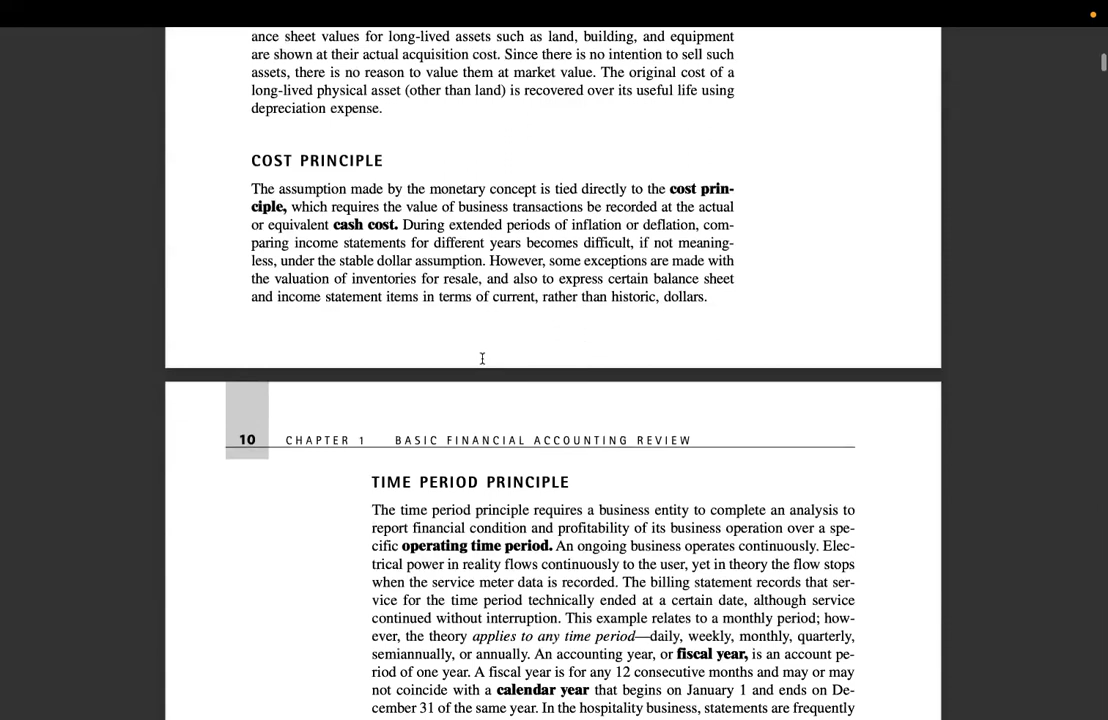 ance sheet values for long-lived assets such as land, building, and equipment
are shown at their actual acquisition cost. Since there is no intention to sell such
assets, there is no reason to value them at market value. The original cost of a
long-lived physical asset (other than land) is recovered over its useful life using
depreciation expense.
COST PRINCIPLE
The assumption made by the monetary concept is tied directly to the cost prin-
ciple, which requires the value of business transactions be recorded at the actual
or equivalent cash cost. During extended periods of inflation or deflation, com-
paring income statements for different years becomes difficult, if not meaning-
less, under the stable dollar assumption. However, some exceptions are made with
the valuation of inventories for resale, and also to express certain balance sheet
and income statement items in terms of current, rather than historic, dollars.
10 CHAPTER 1 BASIC FINANCIAL ACCOUNTING REVIEW
TIME PERIOD PRINCIPLE
The time period principle requires a business entity to complete an analysis to
report financial condition and profitability of its business operation over a spe-
cific operating time period. An ongoing business operates continuously. Elec-
trical power in reality flows continuously to the user, yet in theory the flow stops
when the service meter data is recorded. The billing statement records that ser-
vice for the time period technically ended at a certain date, although service
continued without interruption. This example relates to a monthly period; how-
ever, the theory applies to any time period—daily, weekly, monthly, quarterly,
semiannually, or annually. An accounting year, or fiscal year, is an account pe-
riod of one year. A fiscal year is for any 12 consecutive months and may or may
not coincide with a calendar year that begins on January 1 and ends on De-
cember 31 of the same year. In the hospitality business, statements are frequently